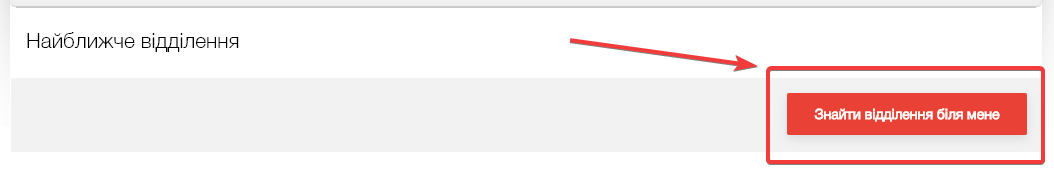 Найближче відділення
Знайти відділення біля мене